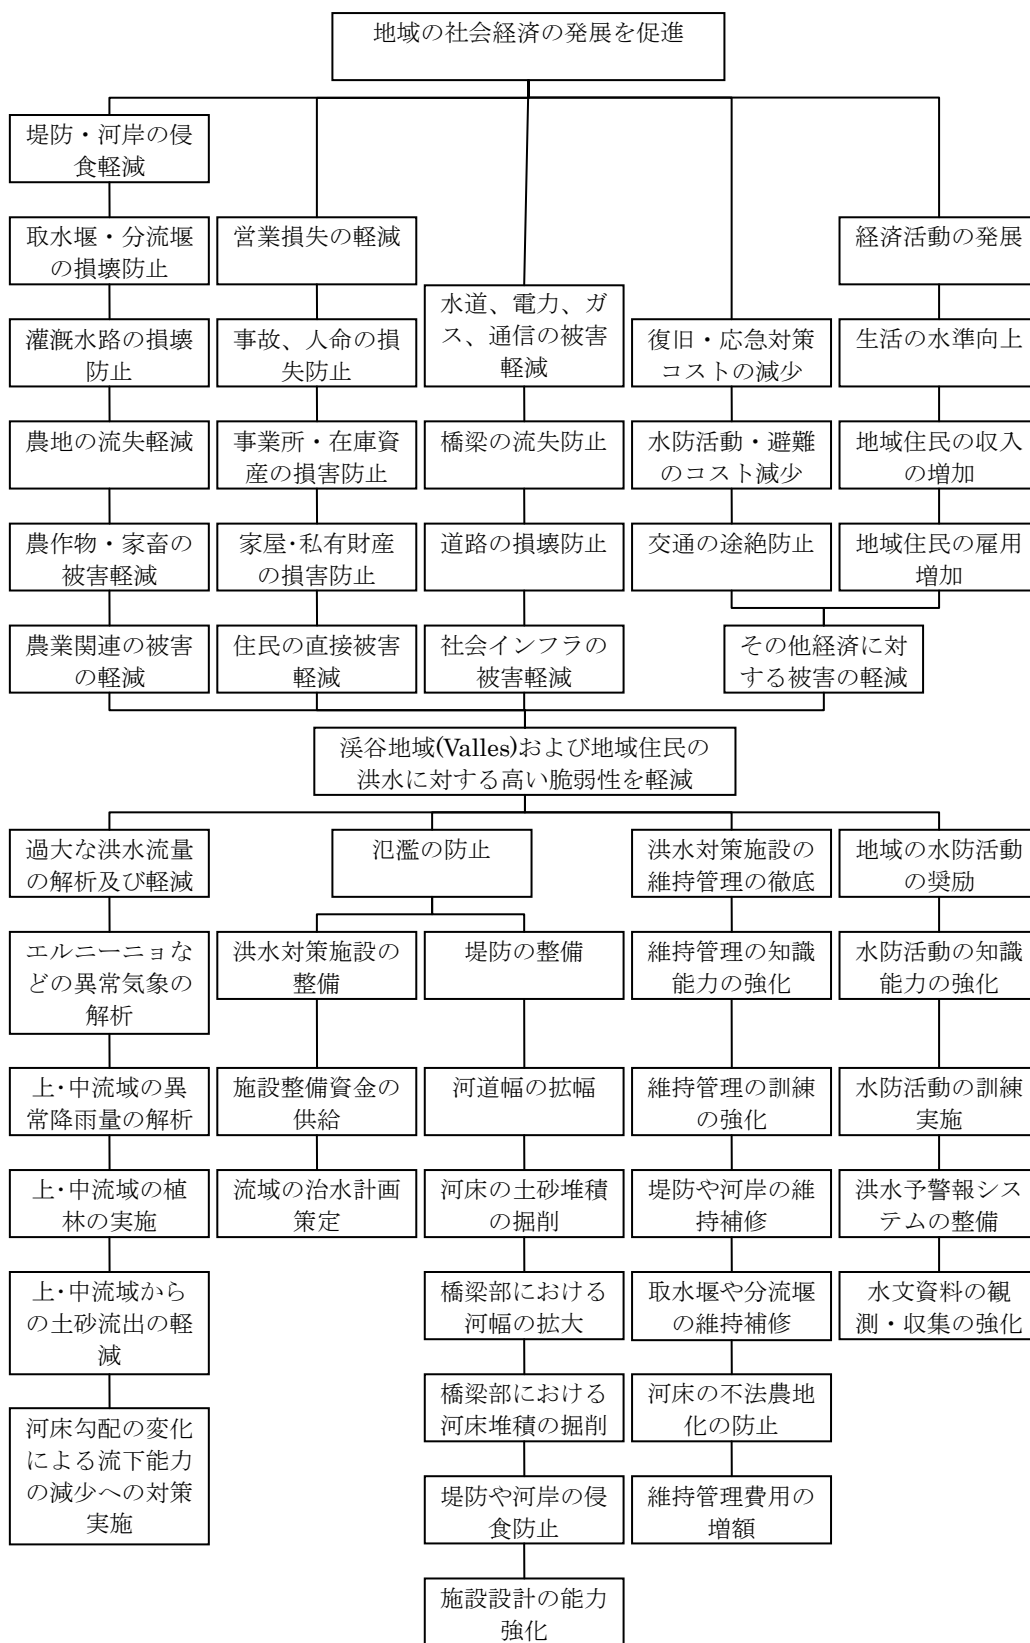 地域の社会経済の発展を促進
堤防・河岸の侵
食軽減
取水堰・分流堰
の損壊防止
灌漑水路の損壊
防止
農地の流失軽減
農作物・家畜の
被害軽減
農業関連の被害
の軽減
営業損失の軽減
事故、人命の損
失防止
事業所・在庫資
産の損害防止
家屋･私有財産
の損害防止
住民の直接被害
軽減
水道、電力、ガ
ス、通信の被害
軽減
橋梁の流失防止
道路の損壊防止
社会インフラの
被害軽減
復旧・応急対策
コストの減少
水防活動・避難
のコスト減少
交通の途絶防止
経済活動の発展
生活の水準向上
地域住民の収入
の増加
地域住民の雇用
増加
その他経済に対
する被害の軽減
渓谷地域(Valles)および地域住民の
洪水に対する高い脆弱性を軽減
過大な洪水流量
の解析及び軽減
エルニーニョな
どの異常気象の
解析
上･中流域の異
常降雨量の解析
上･中流域の植
林の実施
上･中流域から
の土砂流出の軽
減
河床勾配の変化
による流下能力
の減少への対策
実施
氾濫の防止
洪水対策施設の
整備
施設整備資金の
供給
流域の治水計画
策定
堤防の整備
河道幅の拡幅
河床の土砂堆積
の掘削
橋梁部における
河幅の拡大
橋梁部における
河床堆積の掘削
堤防や河岸の侵
食防止
施設設計の能力
強化
洪水対策施設の
維持管理の徹底
維持管理の知識
能力の強化
維持管理の訓練
の強化
堤防や河岸の維
持補修
取水堰や分流堰
の維持補修
河床の不法農地
化の防止
維持管理費用の
増額
地域の水防活動
の奨励
水防活動の知識
能力の強化
水防活動の訓練
実施
洪水予警報シス
テムの整備
水文資料の観
測・収集の強化